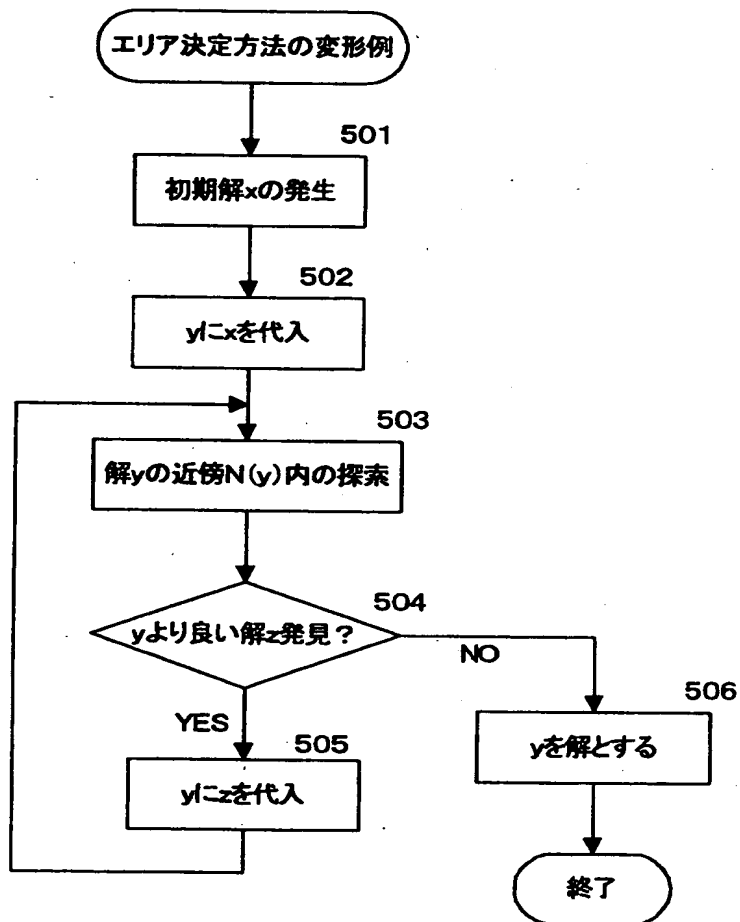 エリア決定方法の変形例
501
初期解xの発生
502
yにxを代入
503
解yの近傍N(y)内の探索
504
yより良い解z発見？
NO
YES
505
yにzを代入
506
yを解とする
終了